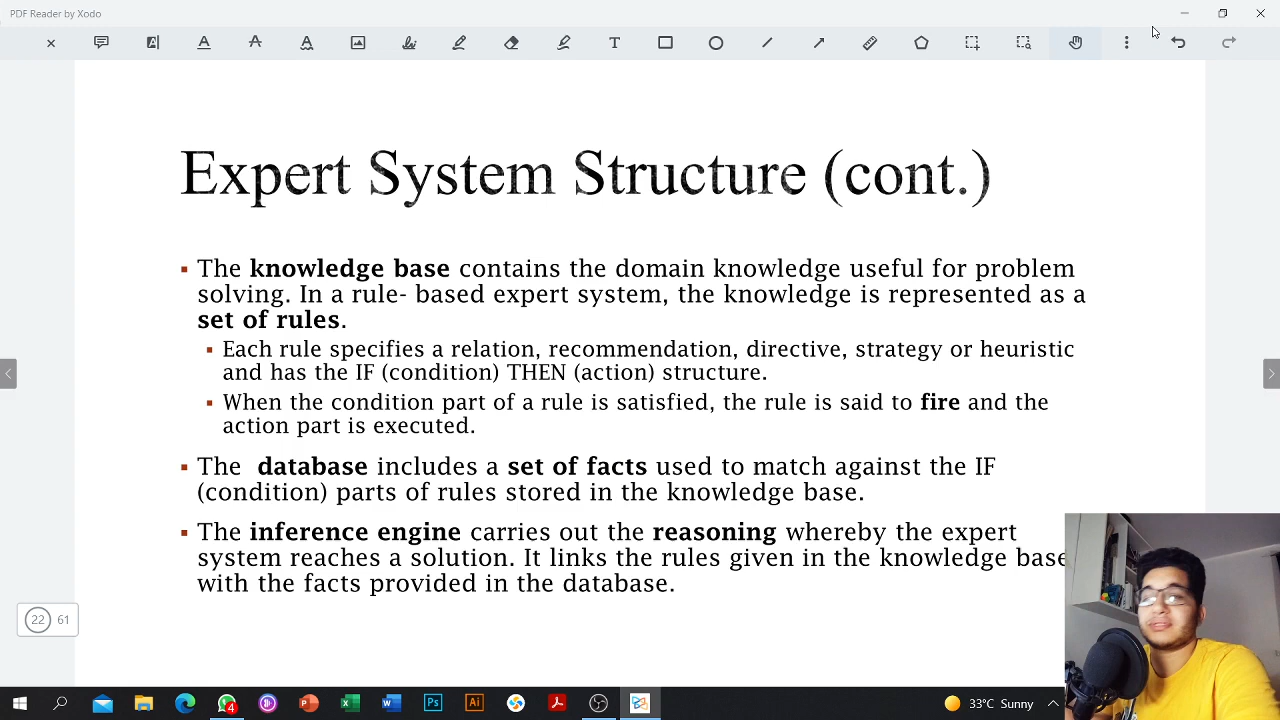 PDF Reader by Xodo
Expert System Structure (cont.)
▪ The knowledge base contains the domain knowledge useful for problem
solving. In a rule- based expert system, the knowledge is represented as a
set of rules.
▪ Each rule specifies a relation, recommendation, directive, strategy or heuristic
and has the IF (condition) THEN (action) structure.
▪ When the condition part of a rule is satisfied, the rule is said to fire and the
action part is executed.
▪ The database includes a set of facts used to match against the IF
(condition) parts of rules stored in the knowledge base.
▪ The inference engine carries out the reasoning whereby the expert
system reaches a solution. It links the rules given in the knowledge base
with the facts provided in the database.
22 61
4
Ps
Ai
33°C Sunny